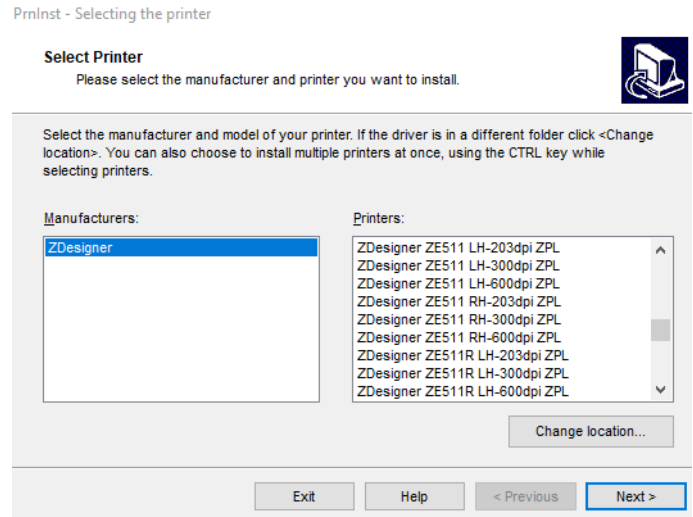 PrnInst - Selecting the printer
Select Printer
Please select the manufacturer and printer you want to install.
Select the manufacturer and model of your printer. If the driver is in a different folder click <Change
location>. You can also choose to install multiple printers at once, using the CTRL key while
selecting printers.
Manufacturers:
ZDesigner
Printers:
ZDesigner ZE511 LH-203dpi ZPL
ZDesigner ZE511 LH-300dpi ZPL
ZDesigner ZE511 LH-600dpi ZPL
ZDesigner ZE511 RH-203dpi ZPL
ZDesigner ZE511 RH-300dpi ZPL
ZDesigner ZE511 RH-600dpi ZPL
ZDesigner ZE511R LH-203dpi ZPL
ZDesigner ZE511R LH-300dpi ZPL
ZDesigner ZE511R LH-600dpi ZPL
Change location...
Exit
Help
< Previous
Next >